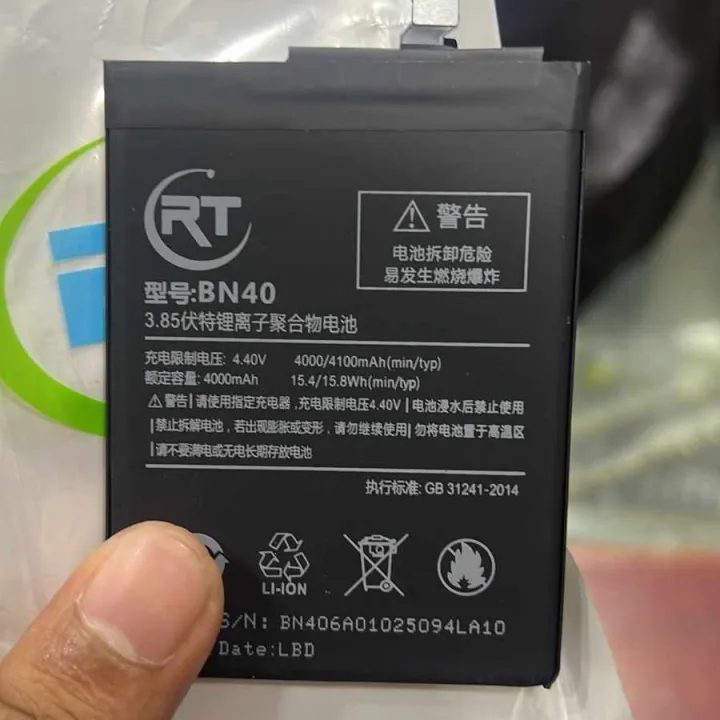 RT
警告
电池拆卸危险
易发生燃烧爆炸
型号:BN40
3.85伏特锂离子聚合物电池
充电限制电压: 4.40V 4000/4100mAh(min/typ)
额定容量: 4000mAh 15.4/15.8Wh(min/typ)
警告|请使用指定充电器,充电限制电压4.40V|电池浸水后禁止使用
|禁止拆解电池,若出现膨胀或变形,请勿继续使用|勿将电池置于高温区
|请不要满电或无电长期存放电池
执行标准: GB 31241-2014
LI-ION
S/N: BN406A01025094LA10
Date:LBD